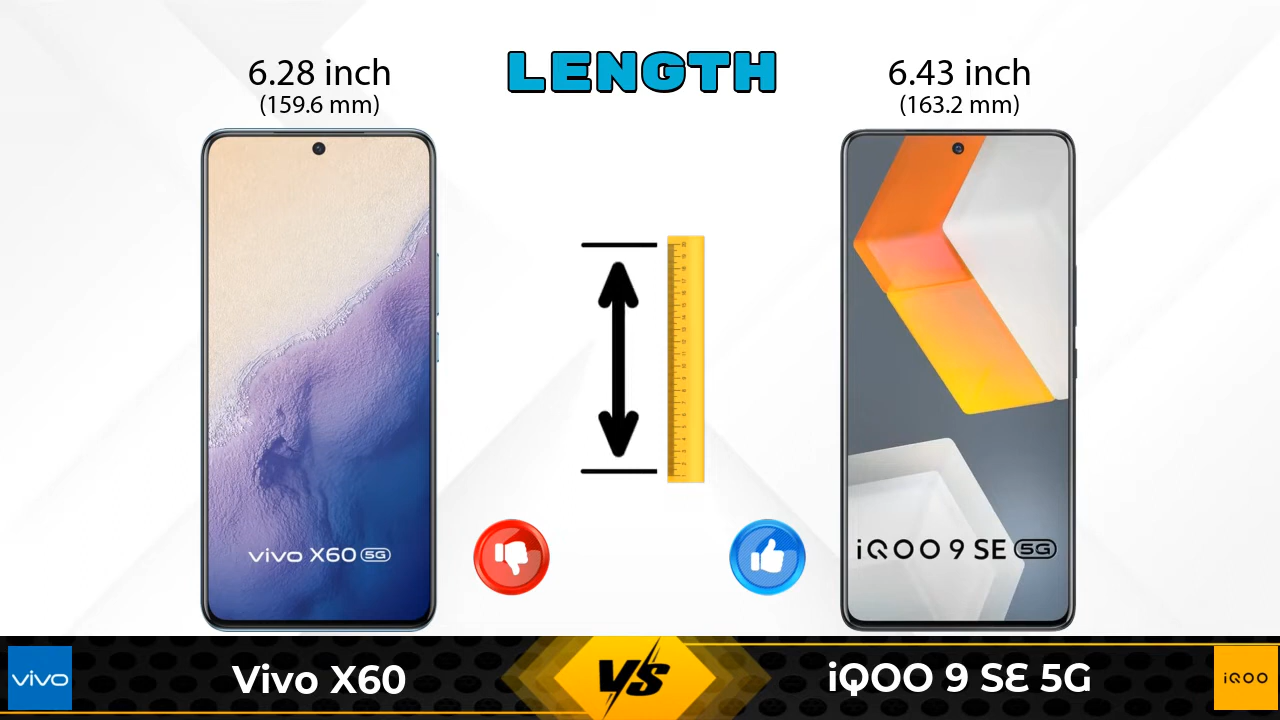 LENGTH
6.28 inch
(159.6 mm)
6.43 inch
(163.2 mm)
vivo X60 5G
iQOO 9 SE 5G
vivo
Vivo X60
VS
iQOO 9 SE 5G
iQOO